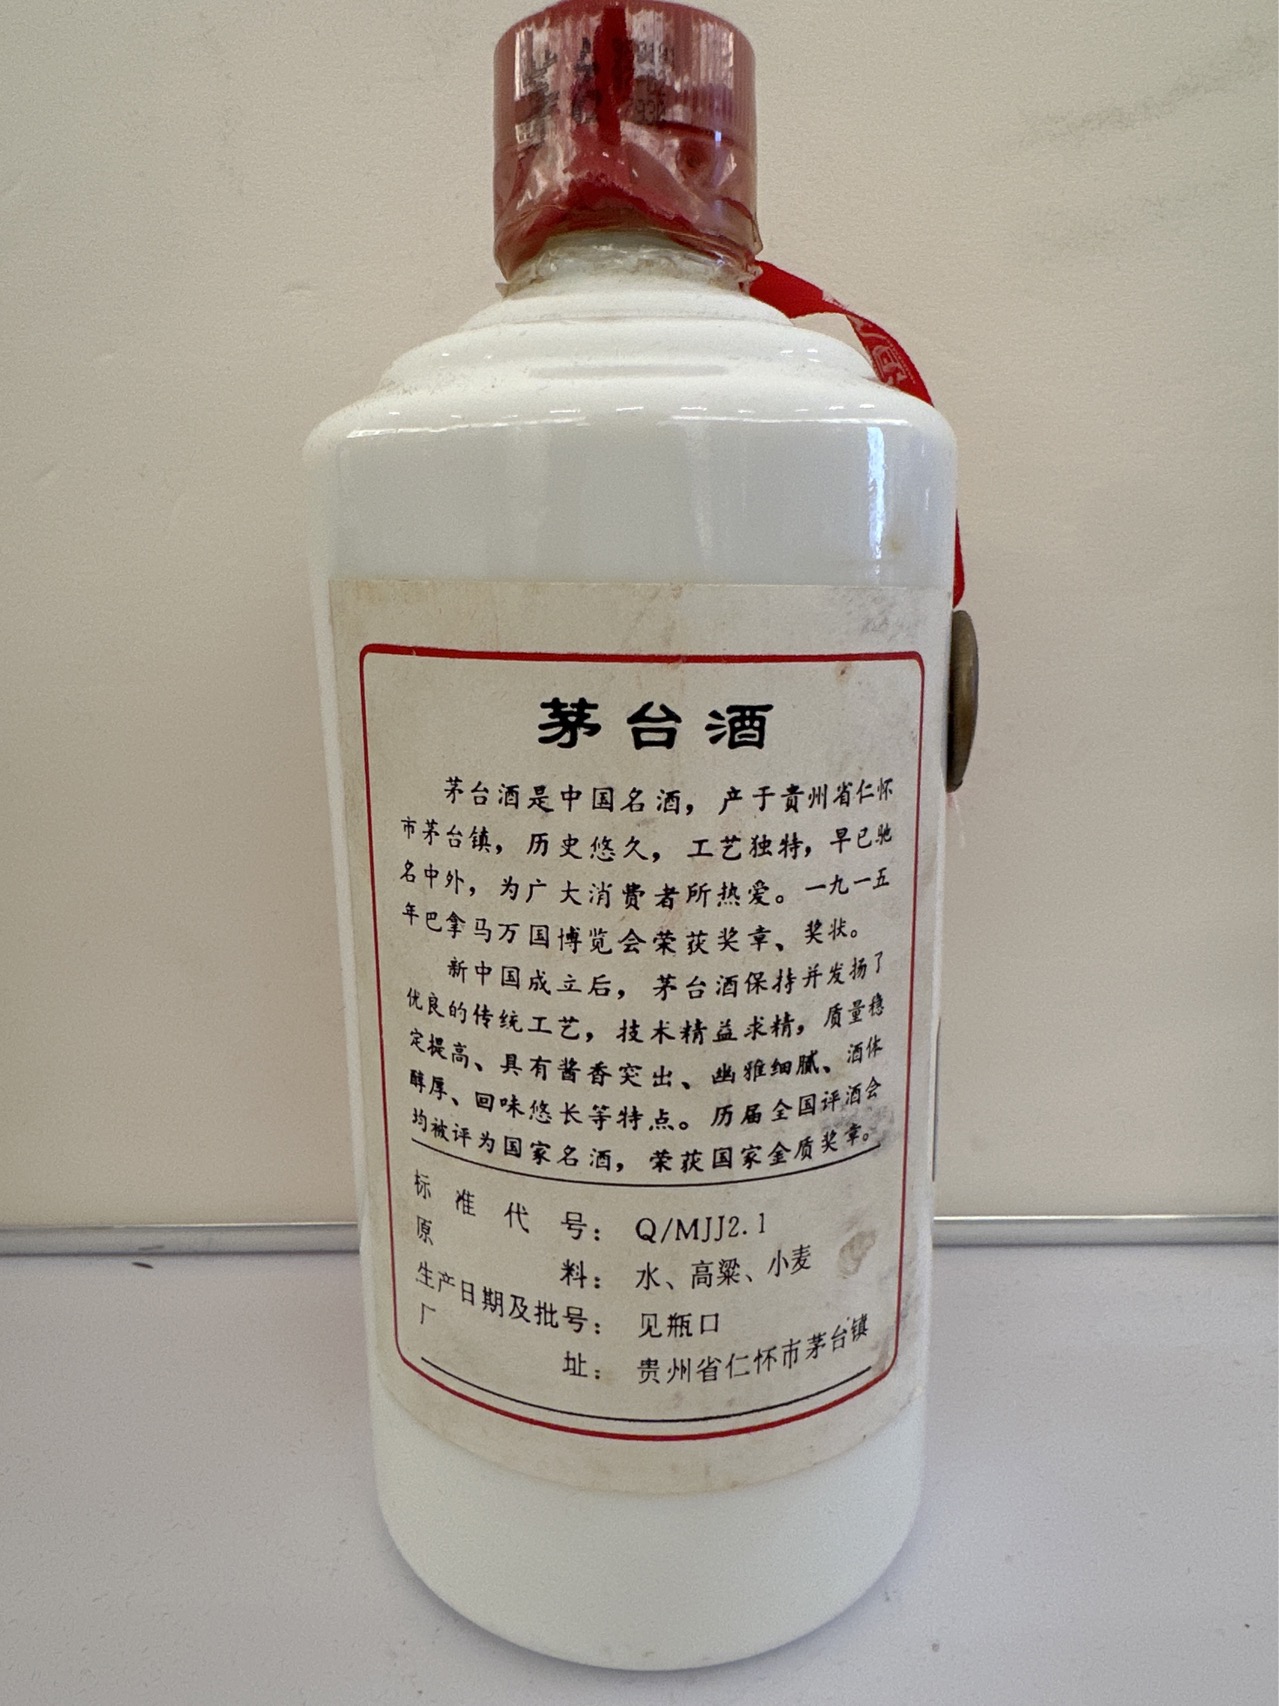 茅台
茅台酒
茅台酒是中国名酒，产于贵州省仁怀
市茅台镇，历史悠久，工艺独特，早已驰
名中外，为广大消费者所热爱。一九一五
年巴拿马万国博览会荣获奖章、奖状。
新中国成立后，茅台酒保持并发扬了
优良的传统工艺，技术精益求精，质量稳
定提高、具有酱香突出、幽雅细腻、酒体
醇厚、回味悠长等特点。历届全国评酒会
均被评为国家名酒，荣获国家金质奖章。
标准代号：Q/MJJ2.1
原料：水、高粱、小麦
生产日期及批号：见瓶口
厂址：贵州省仁怀市茅台镇